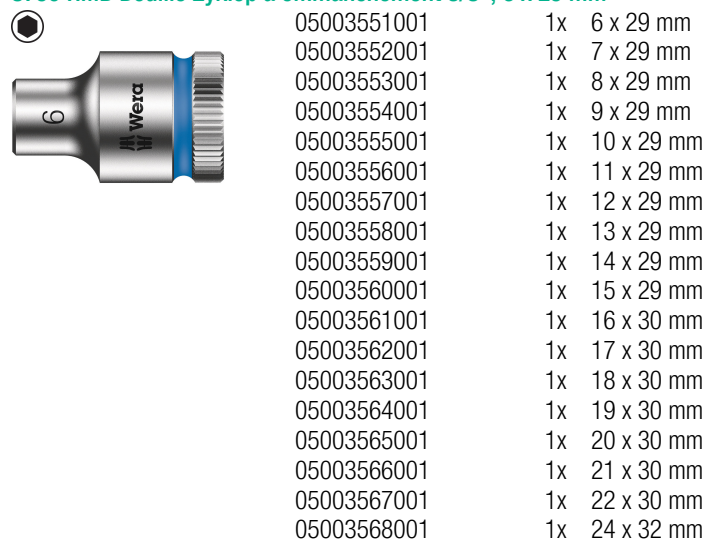 05003551001 1x 6 x 29 mm
05003552001 1x 7 x 29 mm
05003553001 1x 8 x 29 mm
05003554001 1x 9 x 29 mm
05003555001 1x 10 x 29 mm
05003556001 1x 11 x 29 mm
05003557001 1x 12 x 29 mm
05003558001 1x 13 x 29 mm
05003559001 1x 14 x 29 mm
05003560001 1x 15 x 29 mm
05003561001 1x 16 x 30 mm
05003562001 1x 17 x 30 mm
05003563001 1x 18 x 30 mm
05003564001 1x 19 x 30 mm
05003565001 1x 20 x 30 mm
05003566001 1x 21 x 30 mm
05003567001 1x 22 x 30 mm
05003568001 1x 24 x 32 mm
6
Wera